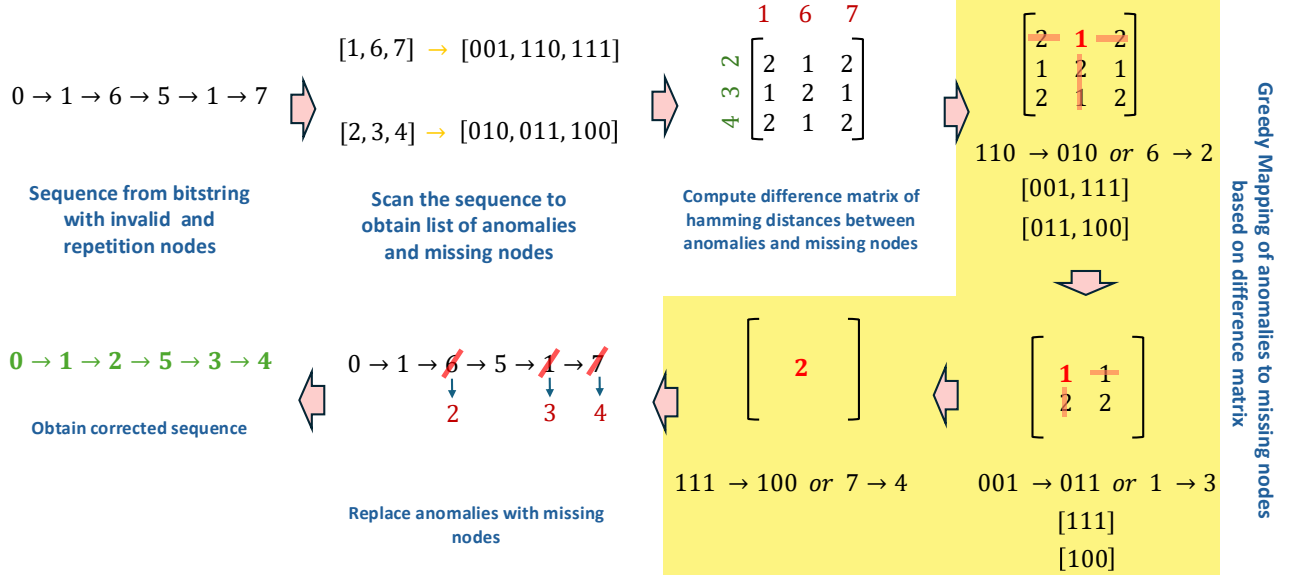 0 → 1 → 6 → 5 → 1 → 7
Sequence from bitstring
with invalid and
repetition nodes
[1, 6, 7] → [001, 110, 111]
[2, 3, 4] → [010, 011, 100]
Scan the sequence to
obtain list of anomalies
and missing nodes
1 6 7
2 2 1 2
3 1 2 1
4 2 1 2
Compute difference matrix of
hamming distances between
anomalies and missing nodes
2 1 2
1 2 1
2 1 2
110 → 010 or 6 → 2
[001, 111]
[011, 100]
Greedy Mapping of anomalies to missing nodes
based on difference matrix
1 1
2 2
001 → 011 or 1 → 3
[111]
[100]
2
111 → 100 or 7 → 4
0 → 1 → 6 → 5 → 1 → 7
2 3 4
Replace anomalies with missing
nodes
0 → 1 → 2 → 5 → 3 → 4
Obtain corrected sequence